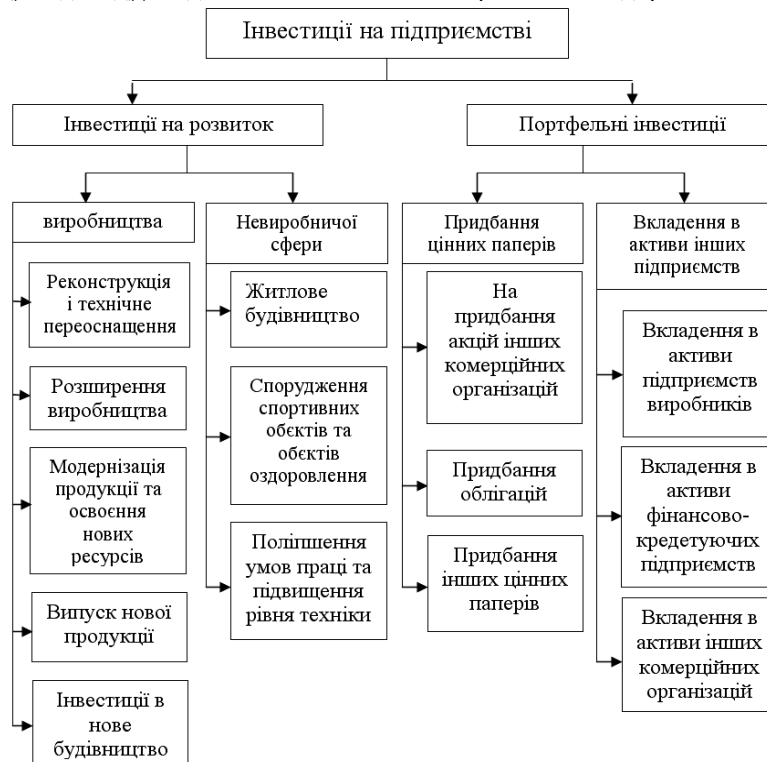 Інвестиції на підприємстві
Інвестиції на розвиток
Портфельні інвестиції
виробництва
Реконструкція
і технічне
переоснащення
Розширення
виробництва
Модернізація
продукції та
освоєння
нових
ресурсів
Випуск нової
продукції
Інвестиції в
нове
будівництво
Невиробничої
сфери
Житлове
будівництво
Спорудження
спортивних
обєктів та
обєктів
оздоровлення
Поліпшення
умов праці та
підвищення
рівня техніки
Придбання
цінних паперів
На
придбання
акцій інших
комерційних
організацій
Придбання
облігацій
Придбання
інших цінних
паперів
Вкладення в
активи інших
підприємств
Вкладення в
активи
підприємств
виробників
Вкладення в
активи
фінансово-
кредетуючих
підприємств
Вкладення в
активи інших
комерційних
організацій